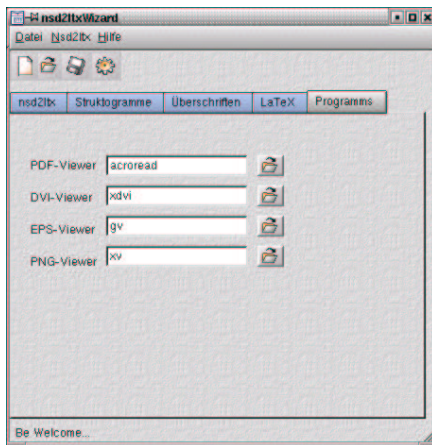 nsd2ltxWizard
Datei Nsd2ltx Hilfe
nsd2ltx Struktogramme Überschriften LaTeX Programms
PDF-Viewer acroread
DVI-Viewer xdvi
EPS-Viewer gv
PNG-Viewer xv
Be Welcome...